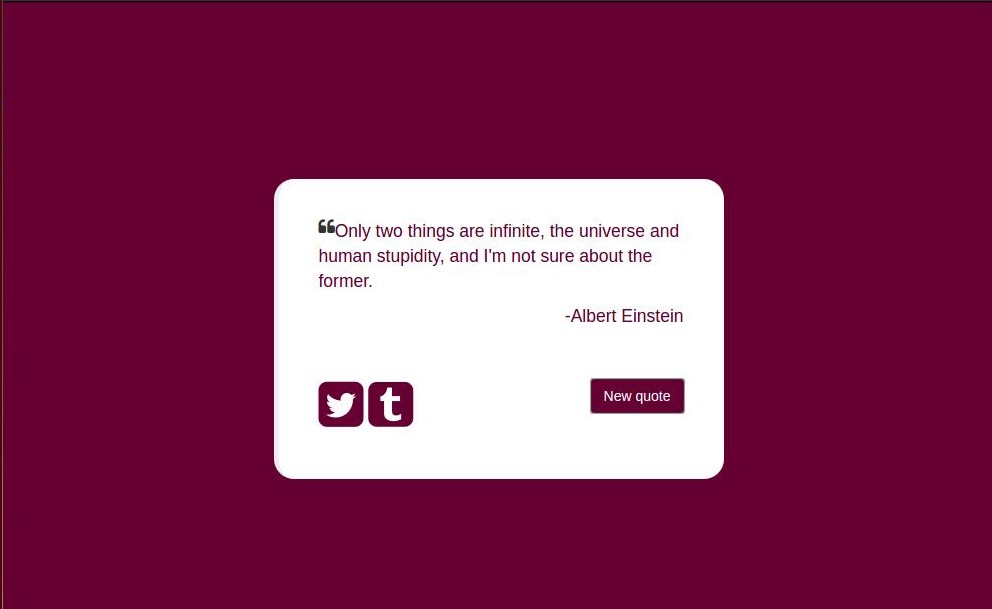 ❝Only two things are infinite, the universe and
human stupidity, and I'm not sure about the
former.
-Albert Einstein
New quote